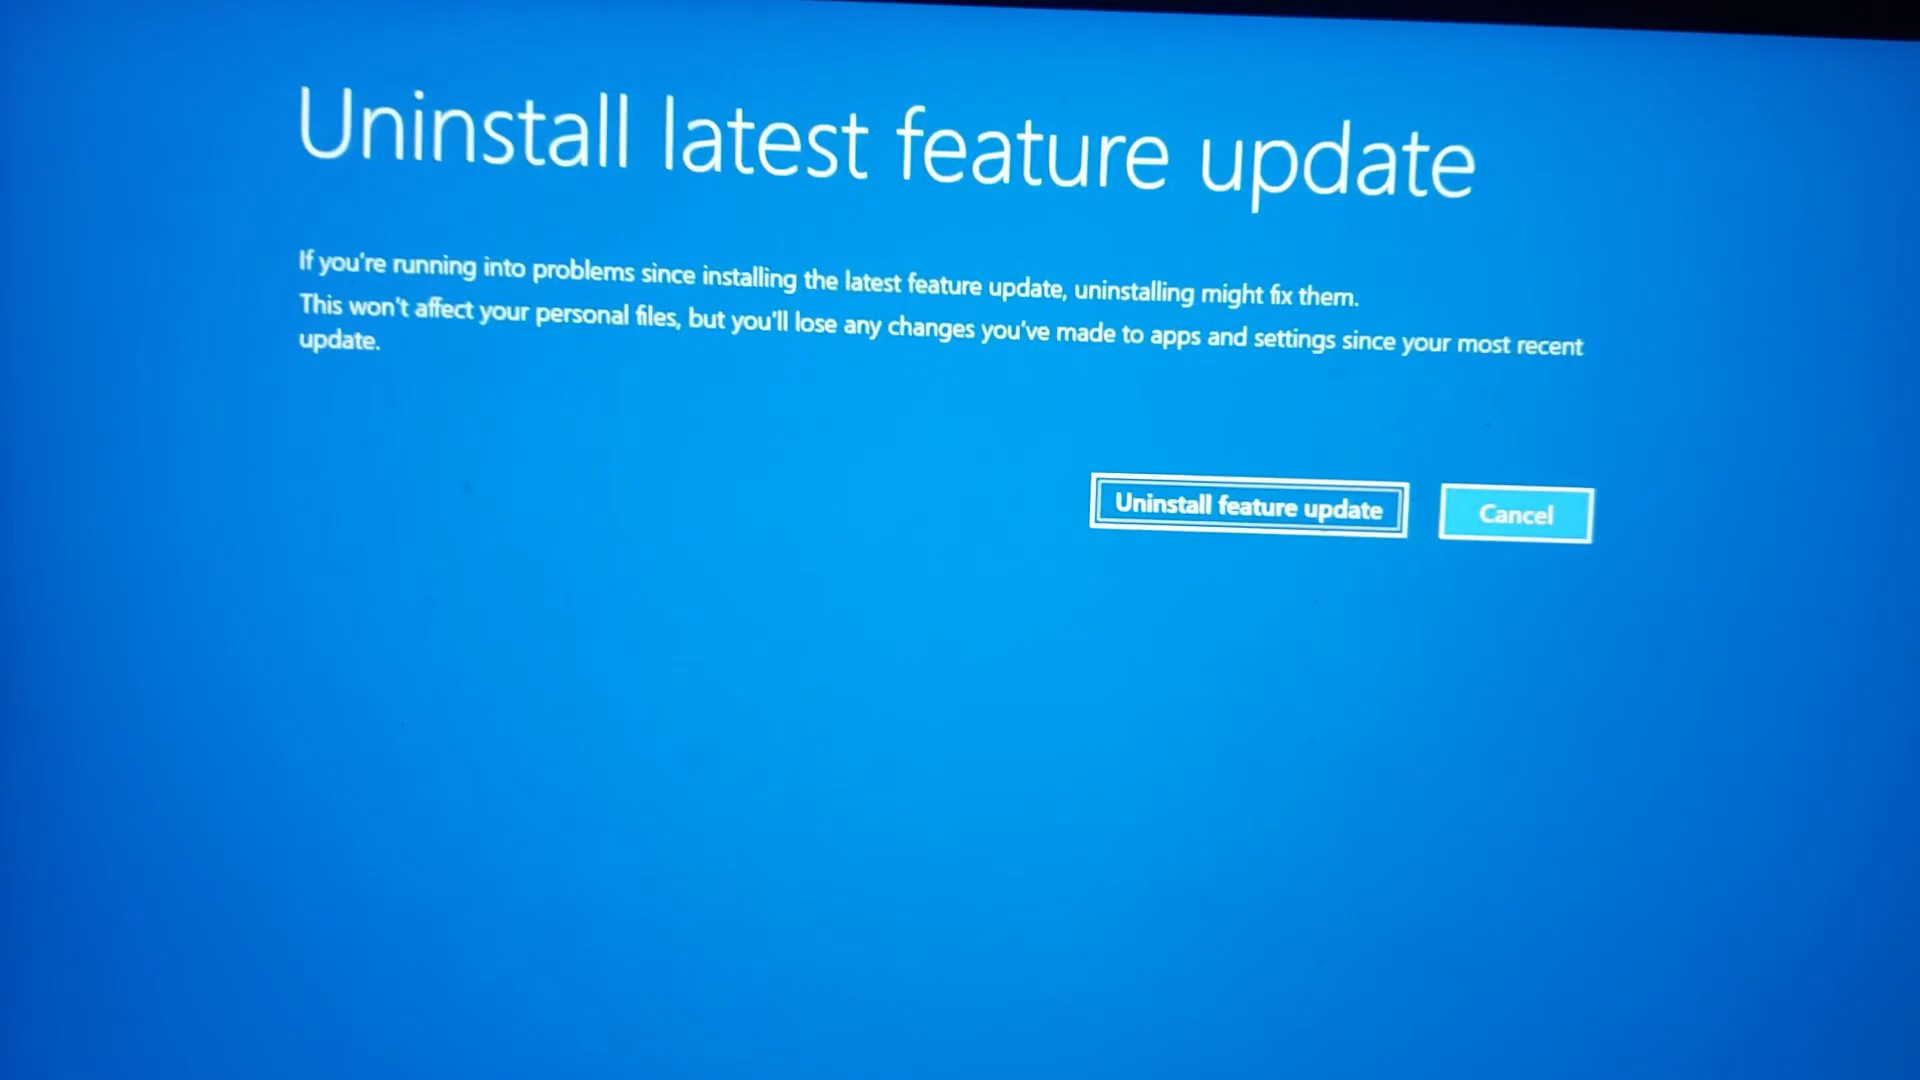 Uninstall latest feature update
If you're running into problems since installing the latest feature update, uninstalling might fix them.
This won't affect your personal files, but you'll lose any changes you've made to apps and settings since your most recent
update.
Uninstall feature update
Cancel